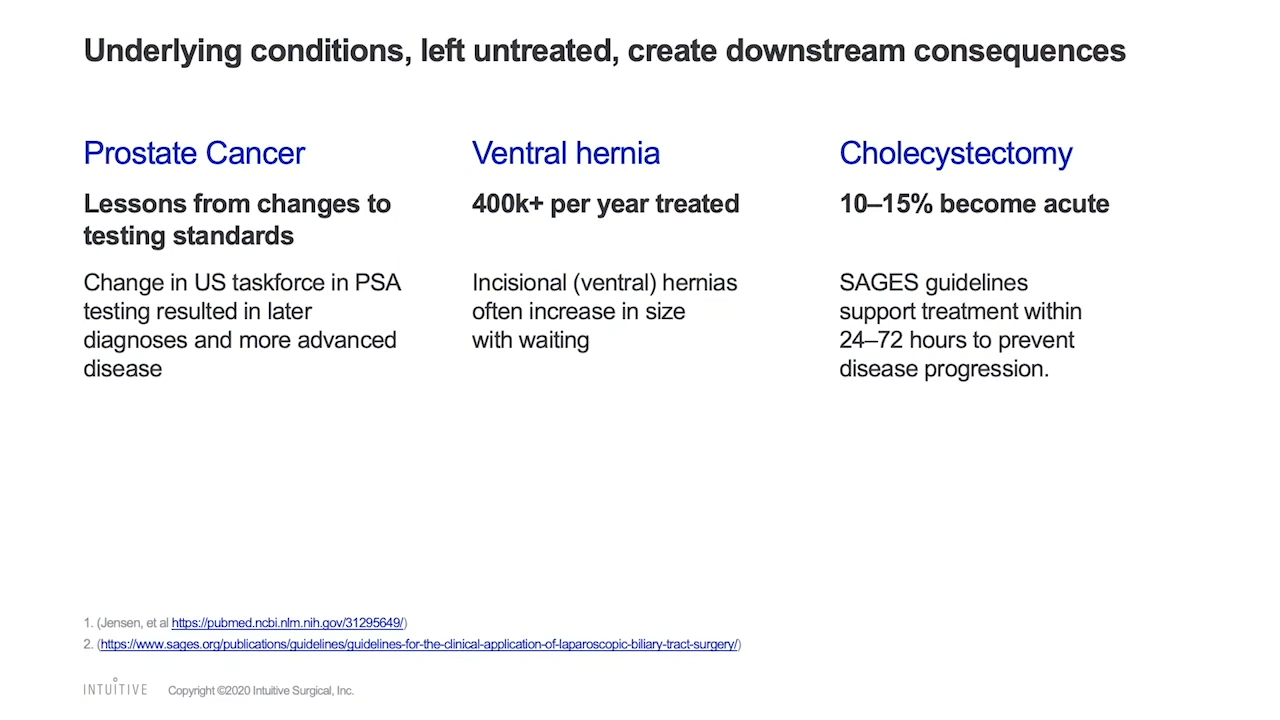 Underlying conditions, left untreated, create downstream consequences
Prostate Cancer
Lessons from changes to
testing standards
Change in US taskforce in PSA
testing resulted in later
diagnoses and more advanced
disease
Ventral hernia
400k+ per year treated
Incisional (ventral) hernias
often increase in size
with waiting
Cholecystectomy
10–15% become acute
SAGES guidelines
support treatment within
24–72 hours to prevent
disease progression.
1. (Jensen, et al https://pubmed.ncbi.nlm.nih.gov/31295649/)
2. (https://www.sages.org/publications/guidelines/guidelines-for-the-clinical-application-of-laparoscopic-biliary-tract-surgery/)
INTUITIVE Copyright ©2020 Intuitive Surgical, Inc.